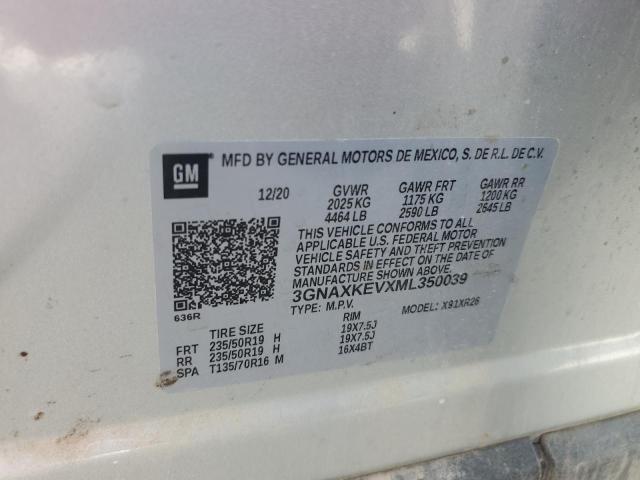 GM
MFD BY GENERAL MOTORS DE MEXICO, S. DE R.L. DE C.V.
12/20 GVWR GAWR FRT GAWR RR
2025 KG 1175 KG 1200 KG
4464 LB 2590 LB 2645 LB
THIS VEHICLE CONFORMS TO ALL
APPLICABLE U.S. FEDERAL MOTOR
VEHICLE SAFETY AND THEFT PREVENTION
STANDARDS IN EFFECT ON THE DATE OF
MANUFACTURE SHOWN ABOVE.
3GNAXKEVXML350039
636R
TYPE: M.P.V. MODEL: X91XR26
TIRE SIZE RIM
FRT 235/50R19 H 19X7.5J
RR 235/50R19 H 19X7.5J
SPA T135/70R16 M 16X4BT